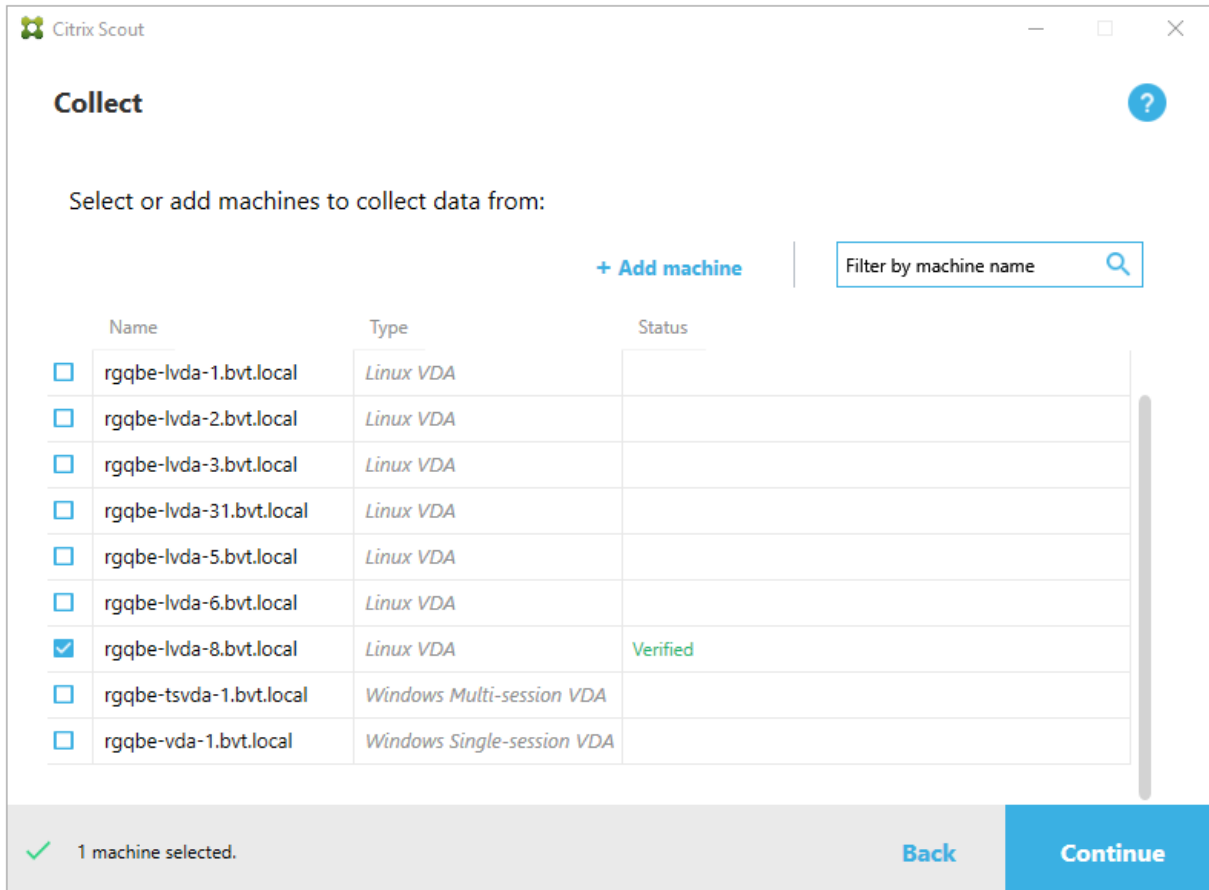 Citrix Scout
Collect
?
Select or add machines to collect data from:
+ Add machine
Filter by machine name
Name Type Status
rgqbe-lvda-1.bvt.local Linux VDA
rgqbe-lvda-2.bvt.local Linux VDA
rgqbe-lvda-3.bvt.local Linux VDA
rgqbe-lvda-31.bvt.local Linux VDA
rgqbe-lvda-5.bvt.local Linux VDA
rgqbe-lvda-6.bvt.local Linux VDA
rgqbe-lvda-8.bvt.local Linux VDA Verified
rgqbe-tsvda-1.bvt.local Windows Multi-session VDA
rgqbe-vda-1.bvt.local Windows Single-session VDA
1 machine selected.
Back
Continue